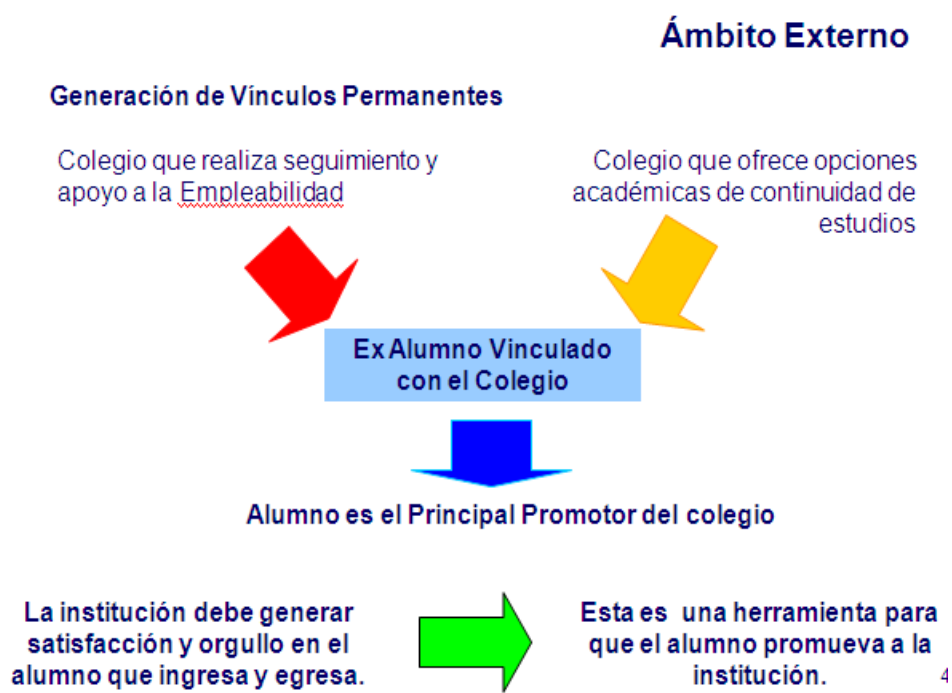 Ámbito Externo
Generación de Vínculos Permanentes
Colegio que realiza seguimiento y
apoyo a la Empleabilidad
Colegio que ofrece opciones
académicas de continuidad de
estudios
Ex Alumno Vinculado
con el Colegio
Alumno es el Principal Promotor del colegio
La institución debe generar
satisfacción y orgullo en el
alumno que ingresa y egresa.
Esta es una herramienta para
que el alumno promueva a la
institución.
4